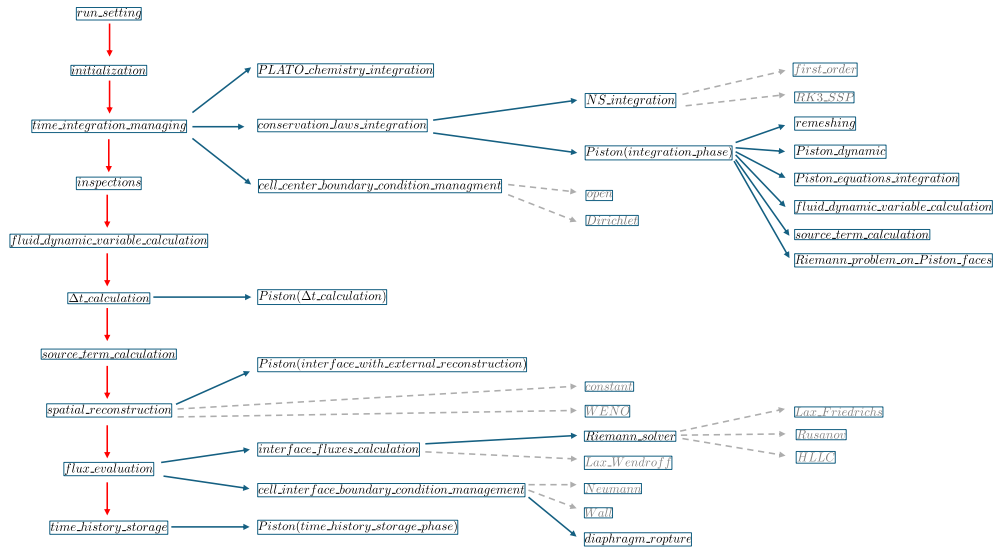 run_setting
initialization
PLATO_chemistry_integration
first_order
NS_integration
RK3_SSP
time_integration_managing
conservation_laws_integration
remeshing
Piston(integration_phase)
Piston_dynamic
inspections
cell_center_boundary_condition_managment
Piston_equations_integration
open
fluid_dynamic_variable_calculation
Dirichlet
source_term_calculation
fluid_dynamic_variable_calculation
Riemann_problem_on_Piston_faces
Δt_calculation
Piston(Δt_calculation)
source_term_calculation
Piston(interface_with_external_reconstruction)
constant
spatial_reconstruction
WENO
Lax_Friedrichs
Riemann_solver
Rusanov
interface_fluxes_calculation
HLLC
flux_evaluation
Lax_Wendroff
cell_interface_boundary_condition_management
Neumann
Wall
time_history_storage
Piston(time_history_storage_phase)
diaphragm_ropture